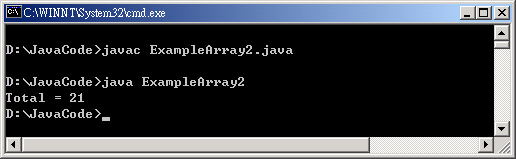 C:\WINNT\System32\cmd.exe
D:\JavaCode>javac ExampleArray2.java
D:\JavaCode>java ExampleArray2
Total = 21
D:\JavaCode>_